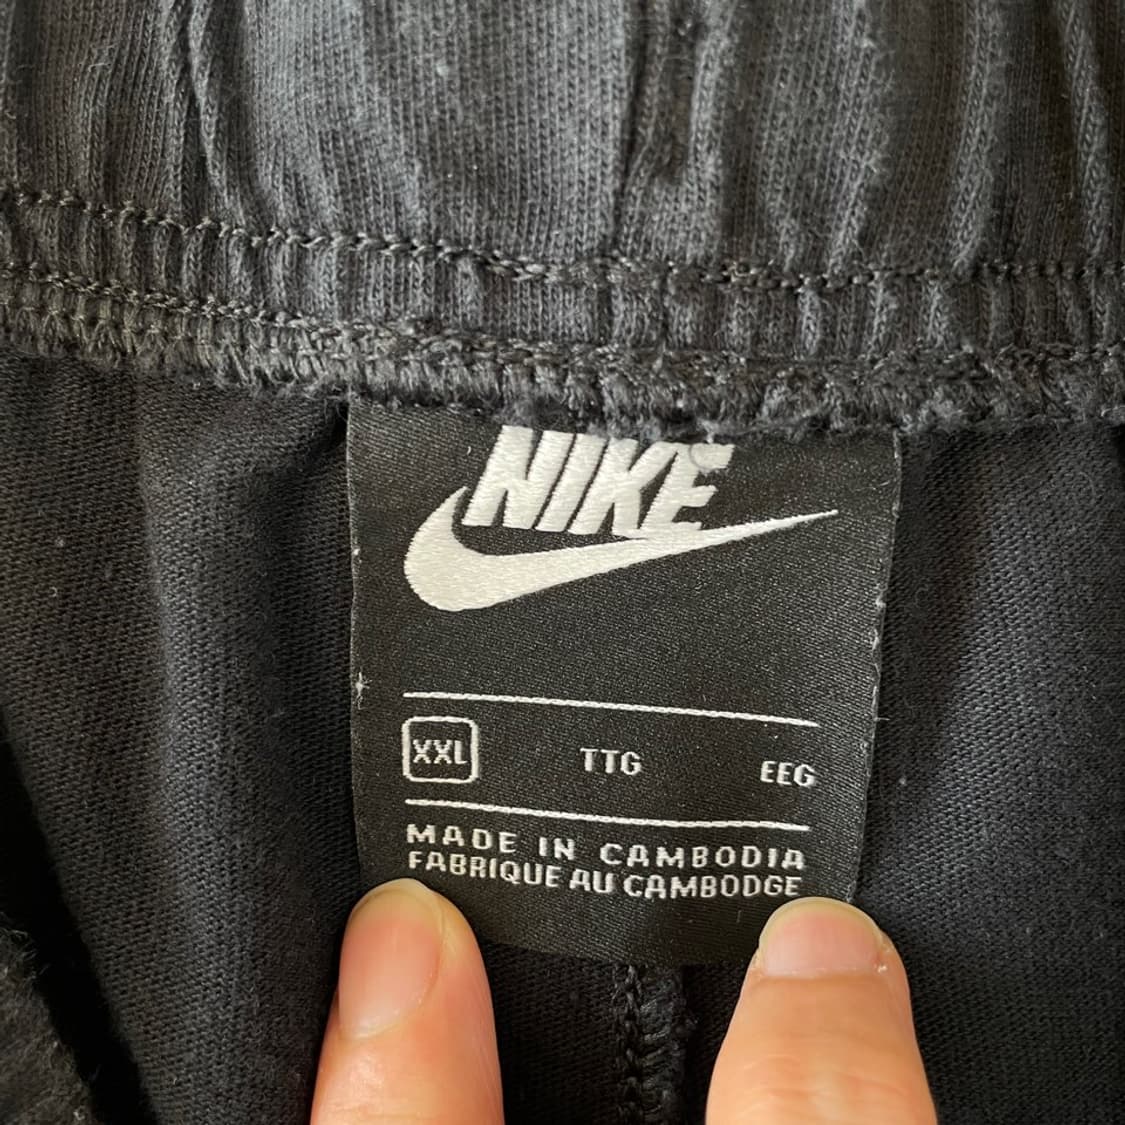 NIKE
XXL TTG EEG
MADE IN CAMBODIA
FABRIQUE AU CAMBODGE